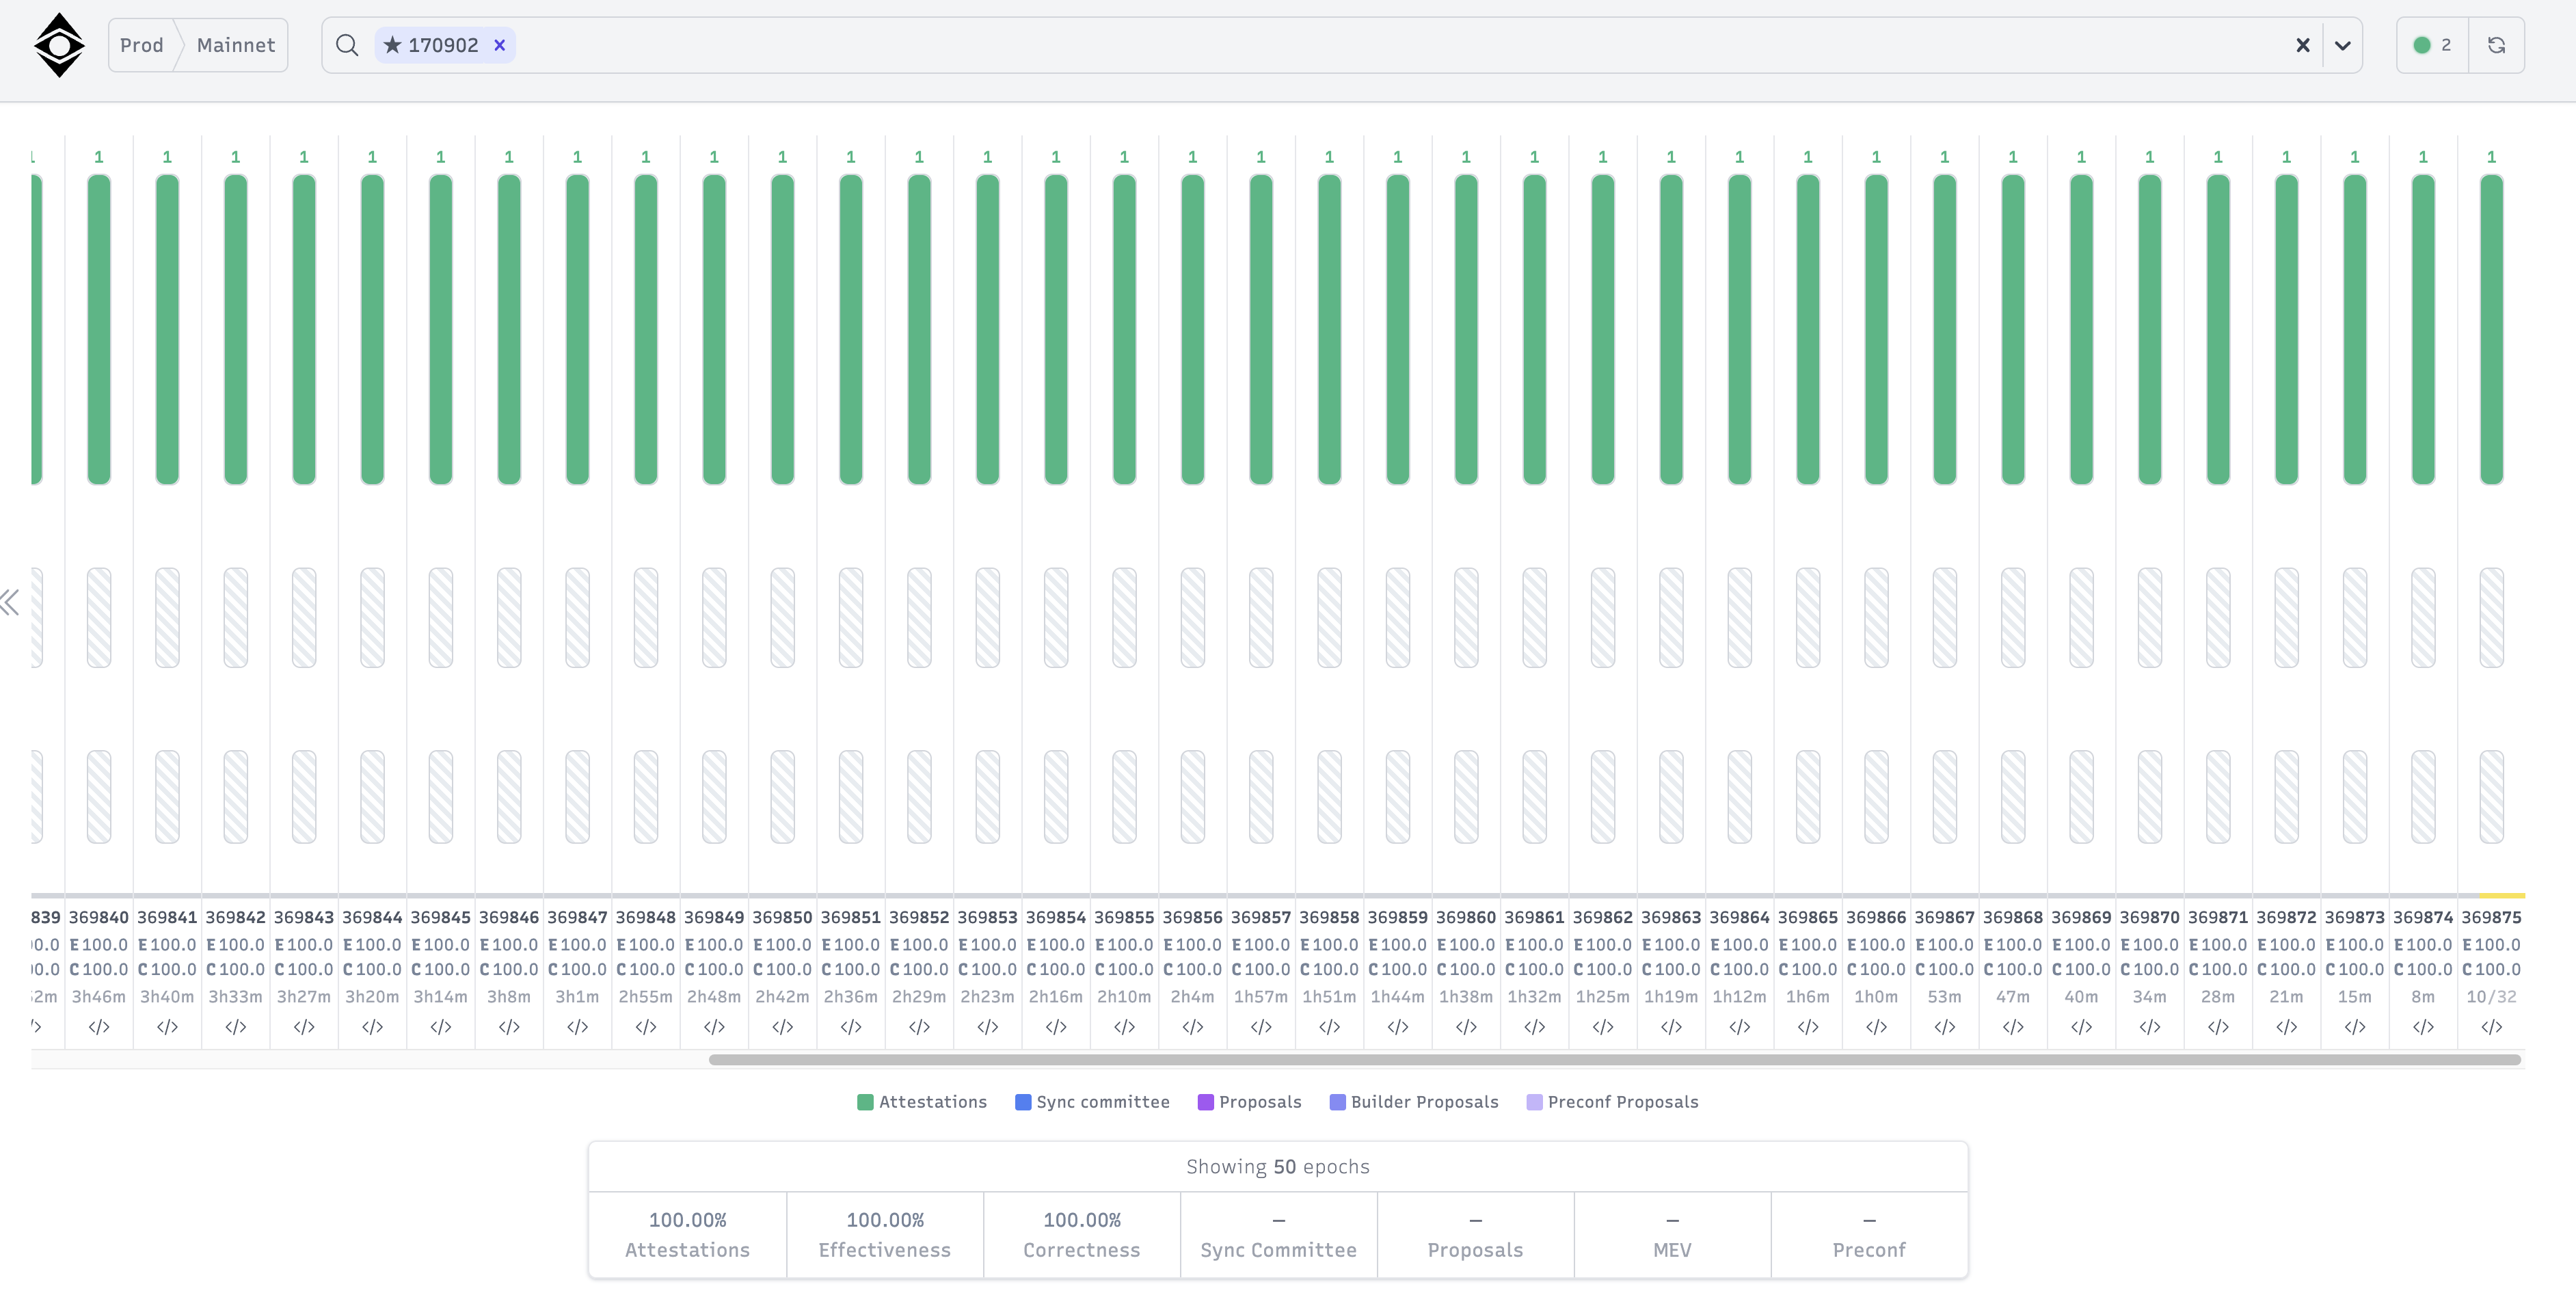 Prod Mainnet ★ 170902 × 2
1 1 1 1 1 1 1 1 1 1 1 1 1 1 1 1 1 1 1 1 1 1 1 1 1 1 1 1 1 1 1 1 1 1 1 1
839 369840 369841 369842 369843 369844 369845 369846 369847 369848 369849 369850 369851 369852 369853 369854 369855 369856 369857 369858 369859 369860 369861 369862 369863 369864 369865 369866 369867 369868 369869 369870 369871 369872 369873 369874 369875
00.0 E 100.0 E 100.0 E 100.0 E 100.0 E 100.0 E 100.0 E 100.0 E 100.0 E 100.0 E 100.0 E 100.0 E 100.0 E 100.0 E 100.0 E 100.0 E 100.0 E 100.0 E 100.0 E 100.0 E 100.0 E 100.0 E 100.0 E 100.0 E 100.0 E 100.0 E 100.0 E 100.0 E 100.0 E 100.0 E 100.0 E 100.0 E 100.0 E 100.0 E 100.0 E 100.0 E 100.0
00.0 C 100.0 C 100.0 C 100.0 C 100.0 C 100.0 C 100.0 C 100.0 C 100.0 C 100.0 C 100.0 C 100.0 C 100.0 C 100.0 C 100.0 C 100.0 C 100.0 C 100.0 C 100.0 C 100.0 C 100.0 C 100.0 C 100.0 C 100.0 C 100.0 C 100.0 C 100.0 C 100.0 C 100.0 C 100.0 C 100.0 C 100.0 C 100.0 C 100.0 C 100.0 C 100.0 C 100.0
52m 3h46m 3h40m 3h33m 3h27m 3h20m 3h14m 3h8m 3h1m 2h55m 2h48m 2h42m 2h36m 2h29m 2h23m 2h16m 2h10m 2h4m 1h57m 1h51m 1h44m 1h38m 1h32m 1h25m 1h19m 1h12m 1h6m 1h0m 53m 47m 40m 34m 28m 21m 15m 8m 10/32
Attestations Sync committee Proposals Builder Proposals Preconf Proposals
Showing 50 epochs
100.00% 100.00% 100.00% – – – –
Attestations Effectiveness Correctness Sync Committee Proposals MEV Preconf